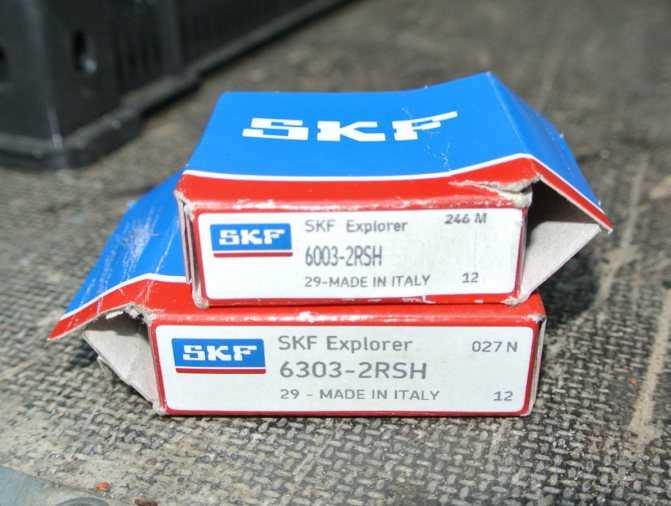 SKF
SKF
SKF Explorer 246 M
6003-2RSH
29-MADE IN ITALY 12
SKF
SKF Explorer 027 N
6303-2RSH
29 - MADE IN ITALY 12